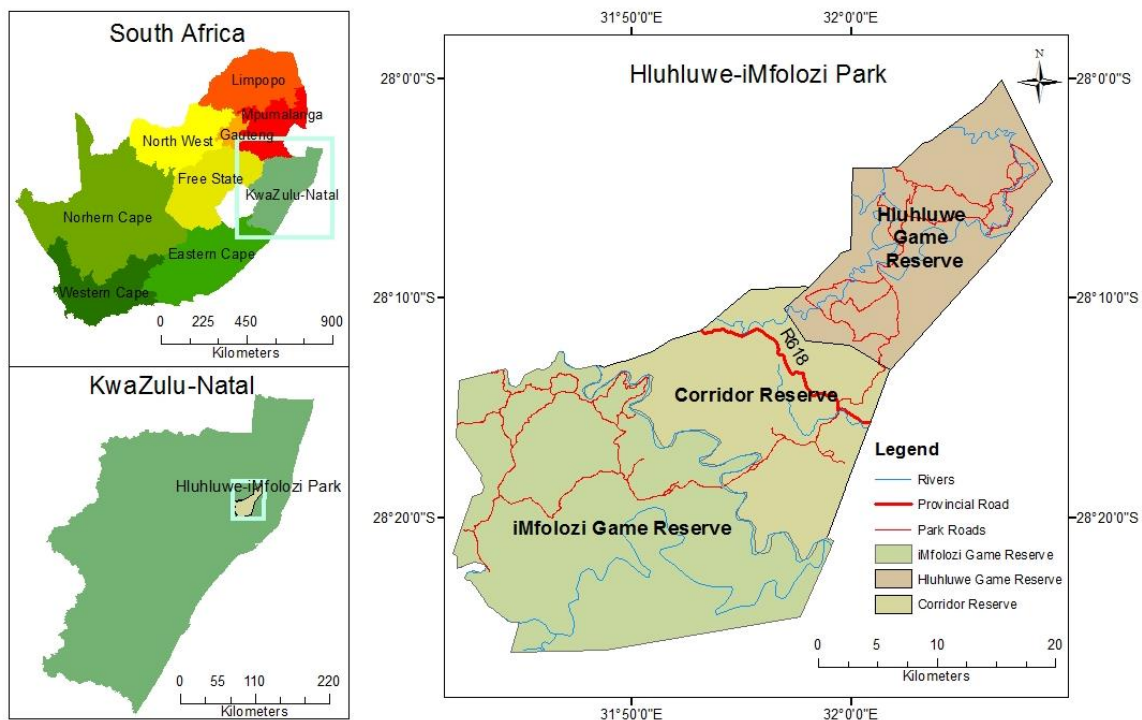 South Africa
Limpopo
Mpumalanga
Gauteng
North West
Free State
KwaZulu-Natal
Norhern Cape
Eastern Cape
Western Cape
0 225 450 900
Kilometers
KwaZulu-Natal
Hluhluwe-iMfolozi Park
0 55 110 220
Kilometers
31°50'0"E 32°0'0"E
Hluhluwe-iMfolozi Park
N
28°0'0"S 28°0'0"S
Hluhluwe
Game
Reserve
28°10'0"S 28°10'0"S
R618
Corridor Reserve
28°20'0"S 28°20'0"S
iMfolozi Game Reserve
Legend
Rivers
Provincial Road
Park Roads
iMfolozi Game Reserve
Hluhluwe Game Reserve
Corridor Reserve
0 5 10 20
Kilometers
31°50'0"E 32°0'0"E